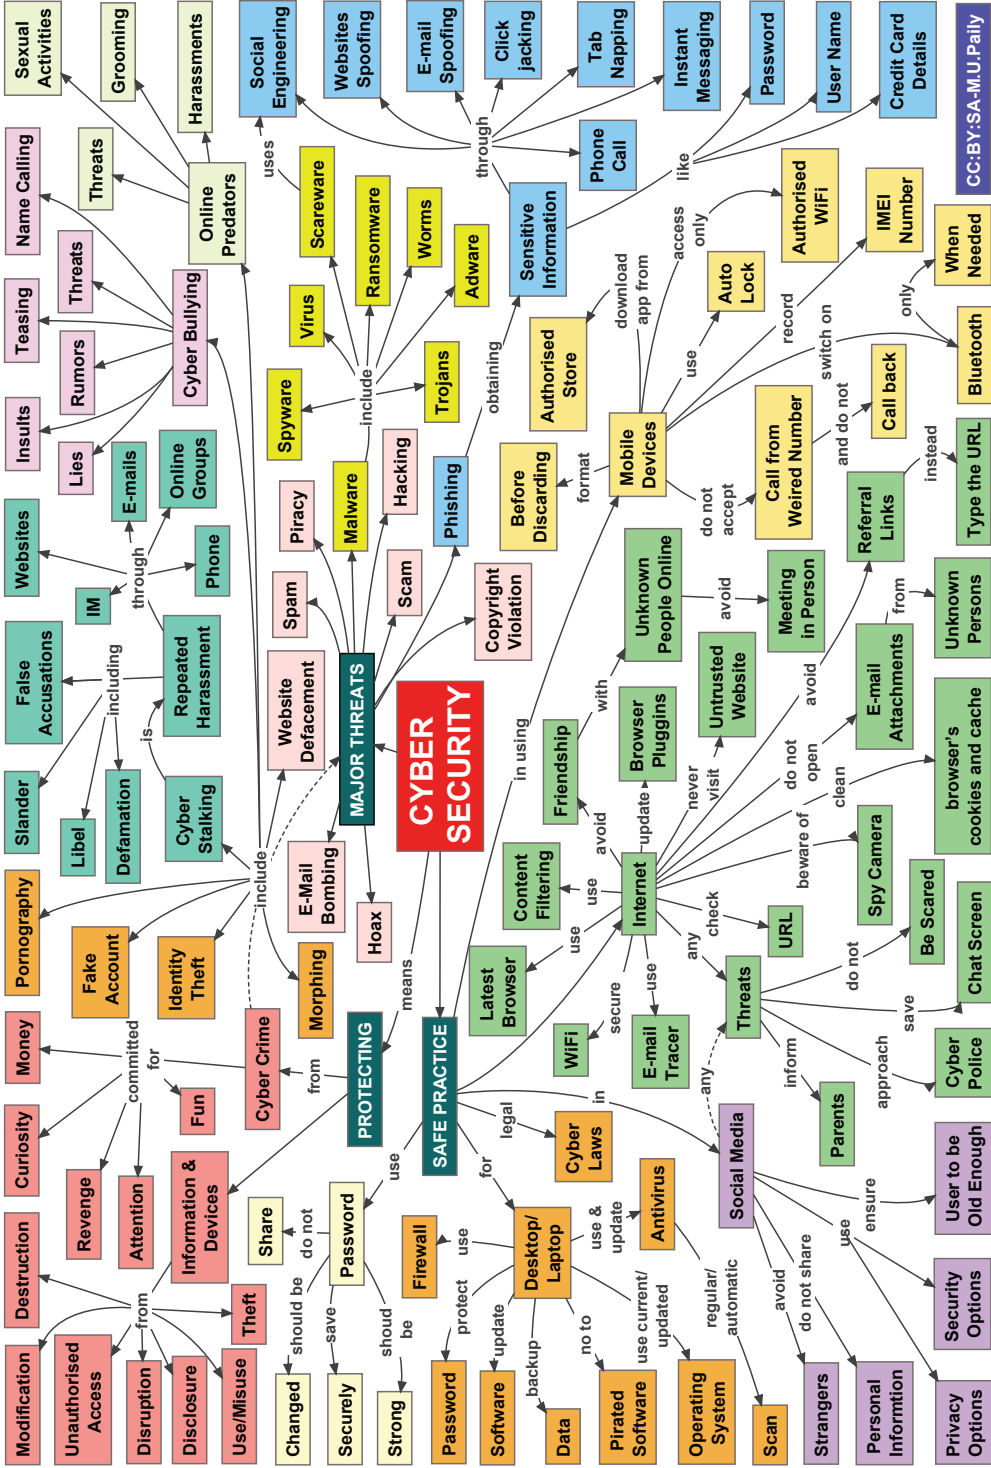 Modification
Destruction
Curiosity
Money
Pornography
Slander
False
Accusations
Websites
Insults
Teasing
Name Calling
Sexual
Activities
Unauthorised
Access
Revenge
Fake
Account
Libel
IM
Lies
Rumors
Threats
Threats
Grooming
Disruption
from
Attention
committed
for
Defamation
including
through
E-mails
Disclosure
Information &
Devices
Fun
Identity
Theft
Cyber
Stalking
is
Repeated
Harassment
Phone
Online
Groups
Cyber Bullying
Online
Predators
Harassments
Use/Misuse
Theft
Cyber Crime
include
Share
do not
Changed
should be
from
Morphing
E-Mail
Bombing
Website
Defacement
Spam
Piracy
Spyware
Virus
Scareware
uses
Social
Engineering
Securely
save
Password
PROTECTING
Hoax
MAJOR THREATS
Malware
include
Ransomware
Websites
Spoofing
Strong
should
be
use
means
Scam
Hacking
Worms
E-mail
Spoofing
Password
protect
Firewall
use
SAFE PRACTICE
CYBER
SECURITY
Phishing
Trojans
Adware
Software
update
for
legal
Latest
Browser
Copyright
Violation
obtaining
through
Click
jacking
Data
backup
Desktop/
Laptop
Content
Filtering
use
in using
Before
Discarding
format
Authorised
Store
Sensitive
Information
Tab
Napping
Pirated
Software
no to
use &
update
Cyber
Laws
in
WiFi
secure
use
avoid
Friendship
with
download
app from
Phone
Call
Operating
System
use current/
updated
Antivirus
E-mail
Tracer
use
Internet
update
Browser
Pluggins
Unknown
People Online
Mobile
Devices
Instant
Messaging
Scan
regular/
automatic
Social Media
any
Threats
any
check
never
visit
Untrusted
Website
avoid
do not
accept
use
Auto
Lock
access
only
like
Password
Strangers
avoid
do not share
inform
URL
beware of
do not
open
Meeting
in Person
Call from
Weired Number
record
Authorised
WiFi
User Name
Personal
Informtion
use
ensure
Parents
approach
do not
Spy Camera
clean
avoid
E-mail
Attachments
Referral
Links
and do not
Call back
switch on
IMEI
Number
Credit Card
Details
save
Be Scared
from
instead
only
Privacy
Options
Security
Options
User to be
Old Enough
Cyber
Police
Chat Screen
browser's
cookies and cache
Unknown
Persons
Type the URL
Bluetooth
When
Needed
CC:BY:SA-M.U.Paily